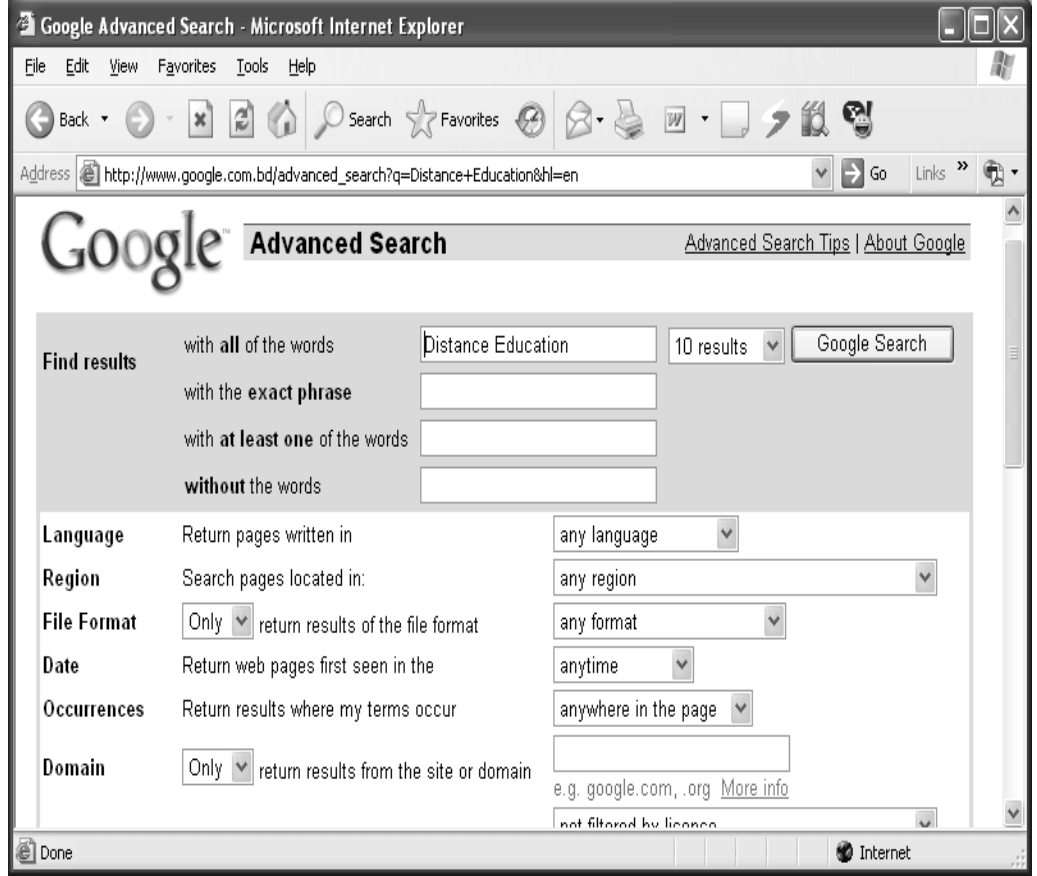 Google Advanced Search - Microsoft Internet Explorer
File Edit View Favorites Tools Help
Back Search Favorites
Address http://www.google.com.bd/advanced_search?q=Distance+Education&hl=en Go Links »
Google™ Advanced Search Advanced Search Tips | About Google
Find results with all of the words Distance Education 10 results Google Search
with the exact phrase
with at least one of the words
without the words
Language Return pages written in any language
Region Search pages located in: any region
File Format Only return results of the file format any format
Date Return web pages first seen in the anytime
Occurrences Return results where my terms occur anywhere in the page
Domain Only return results from the site or domain
e.g. google.com, .org More info
not filtered by license
Done Internet